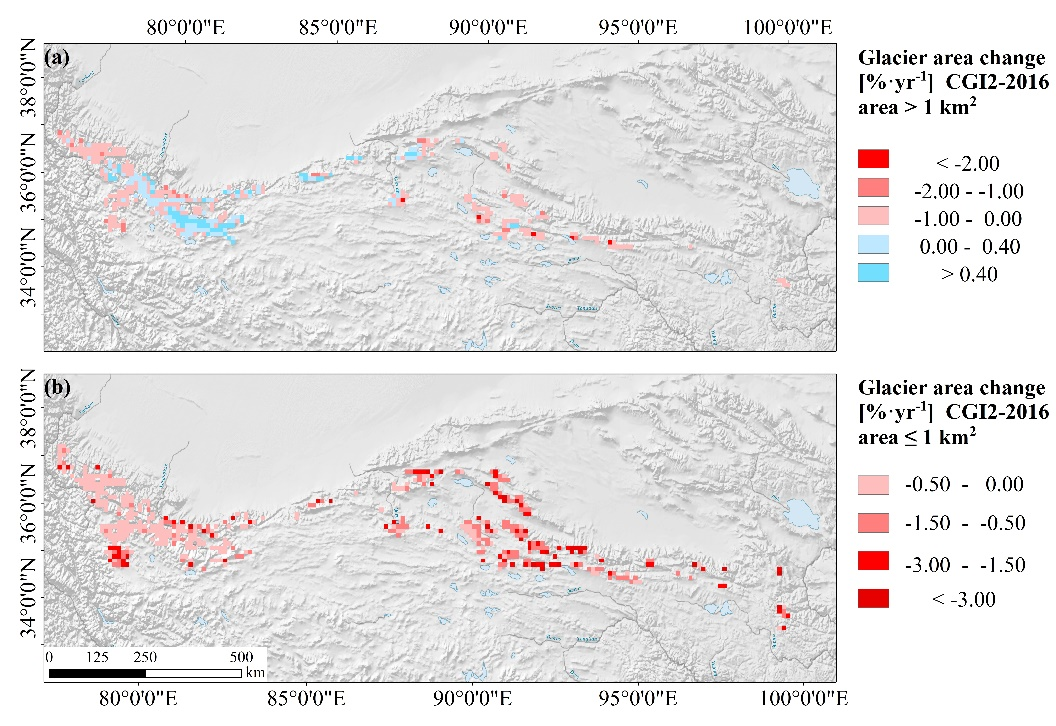 80°0'0"E 85°0'0"E 90°0'0"E 95°0'0"E 100°0'0"E
(a)
38°0'0"N
36°0'0"N
34°0'0"N
Glacier area change
[%·yr⁻¹] CGI2-2016
area > 1 km²
< -2.00
-2.00 - -1.00
-1.00 - 0.00
0.00 - 0.40
> 0.40
(b)
38°0'0"N
36°0'0"N
34°0'0"N
Glacier area change
[%·yr⁻¹] CGI2-2016
area ≤ 1 km²
-0.50 - 0.00
-1.50 - -0.50
-3.00 - -1.50
< -3.00
0 125 250 500
km
80°0'0"E 85°0'0"E 90°0'0"E 95°0'0"E 100°0'0"E